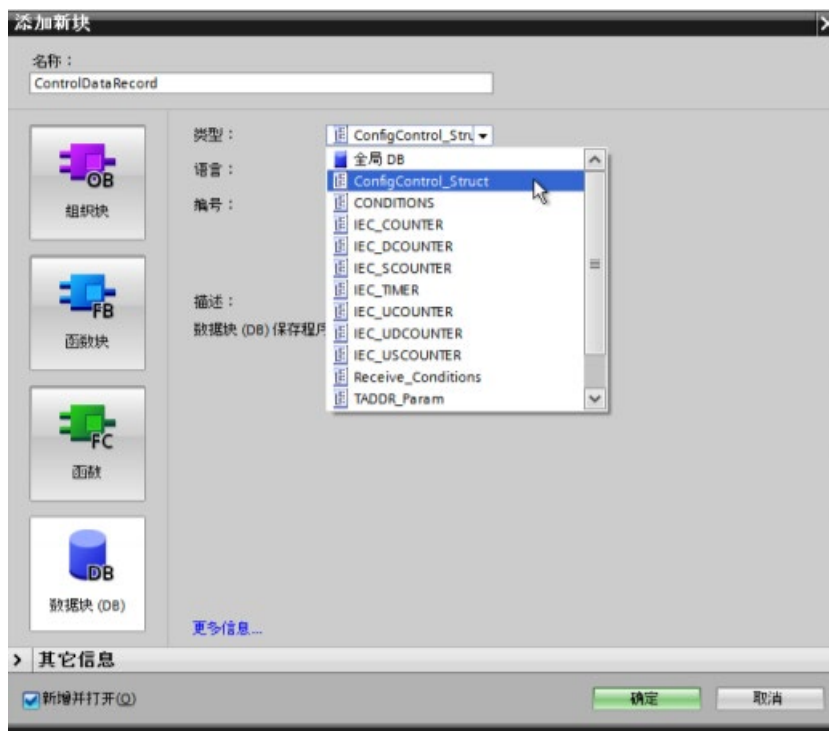 添加新块
名称：
ControlDataRecord
OB
组织块
FB
函数块
FC
函数
DB
数据块 (DB)
类型：
ConfigControl_Stru
语言：
编号：
全局 DB
ConfigControl_Struct
CONDITIONS
IEC_COUNTER
IEC_DCOUNTER
IEC_SCOUNTER
IEC_TIMER
IEC_UCOUNTER
IEC_UDCOUNTER
IEC_USCOUNTER
Receive_Conditions
TADDR_Param
描述：
数据块 (DB) 保存程序
更多信息...
其它信息
新增并打开(O)
确定
取消